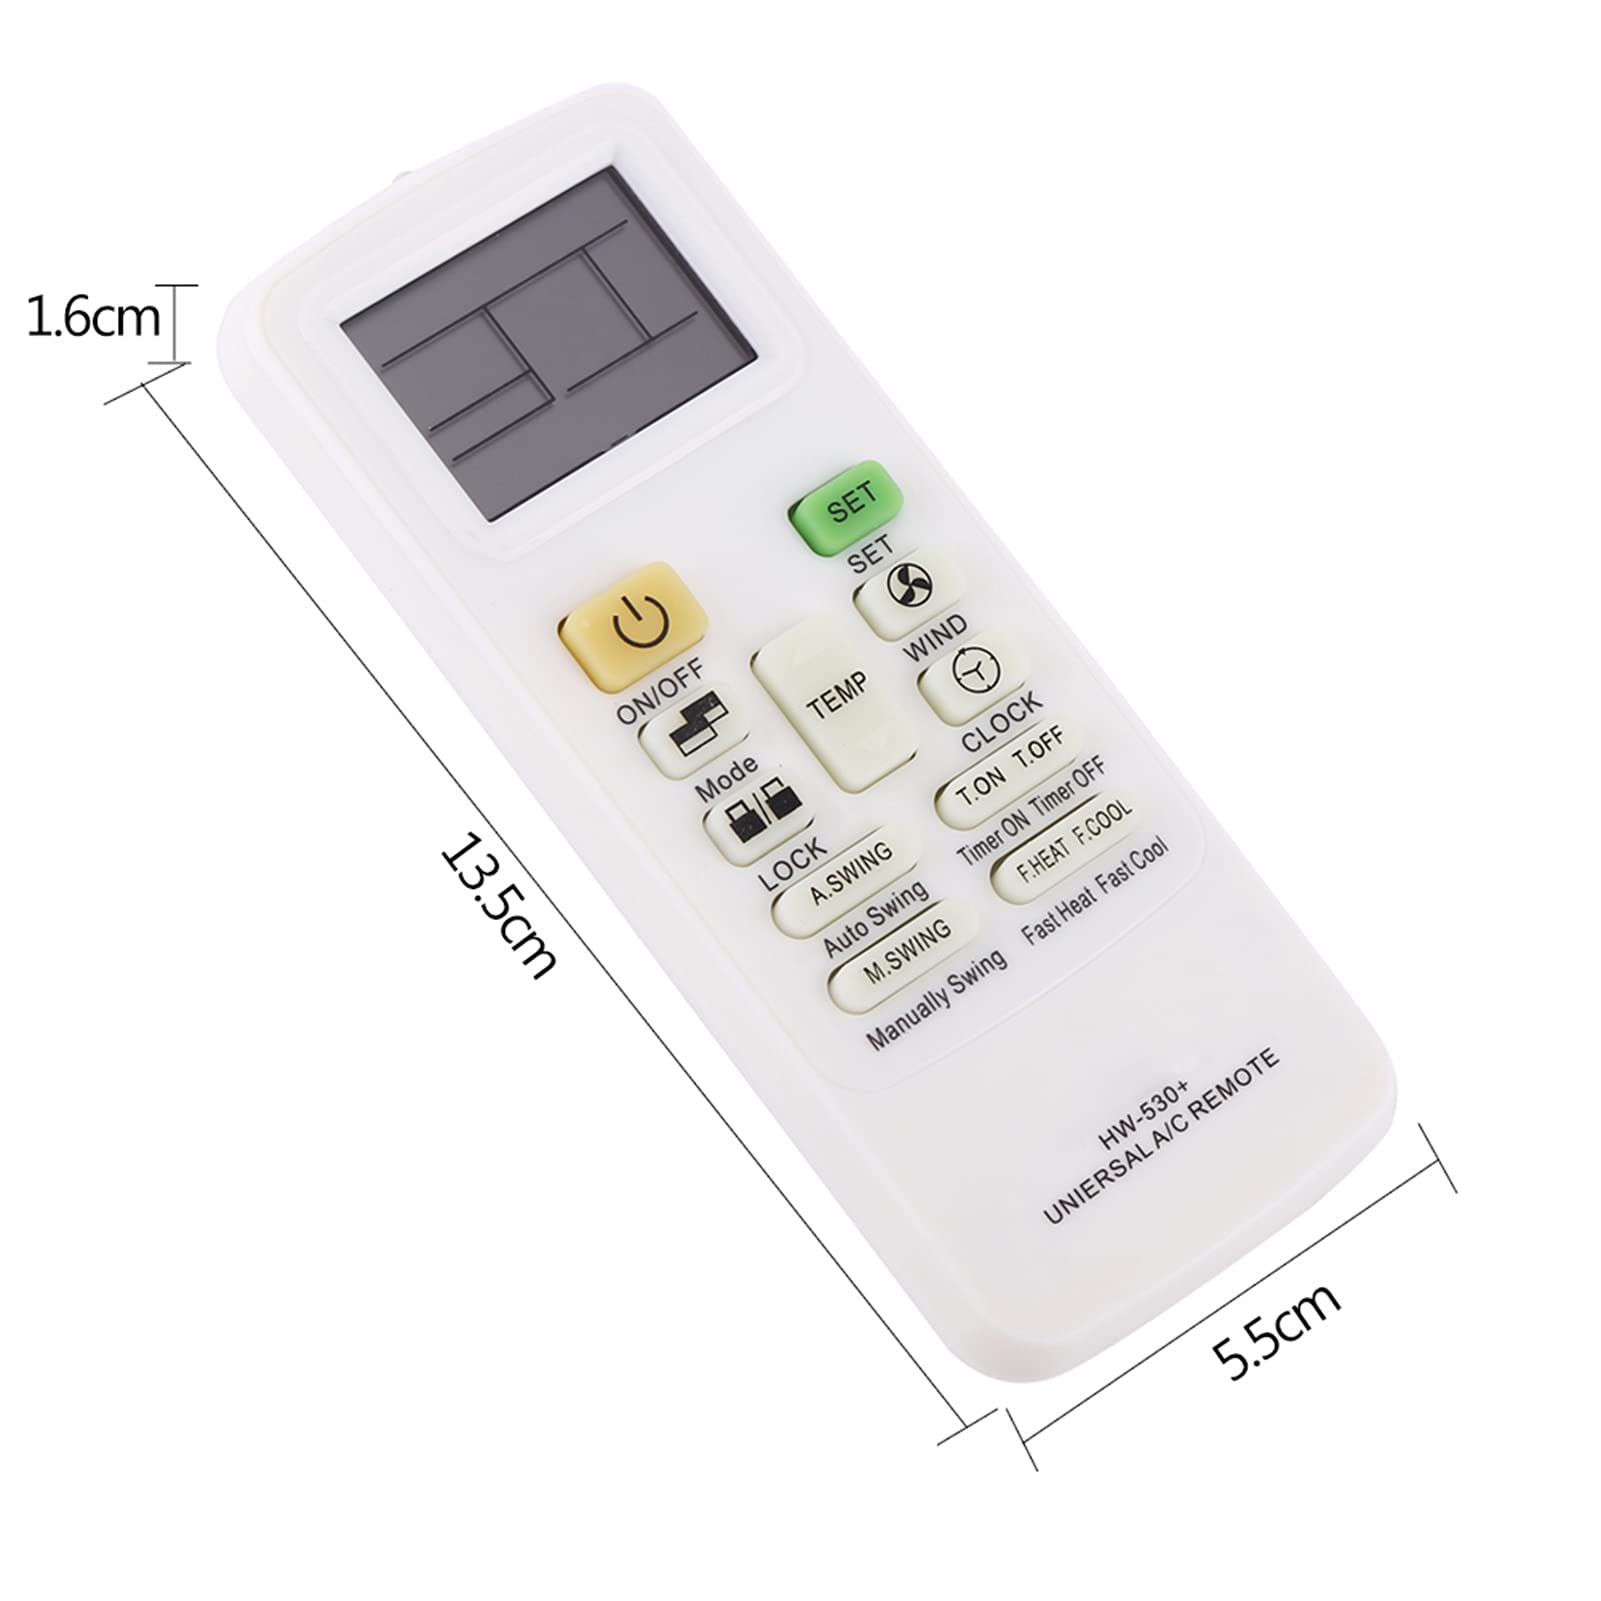 1.6cm
SET
SET
ON/OFF
WIND
TEMP
Mode
CLOCK
T.ON T.OFF
LOCK
Timer ON Timer OFF
A.SWING
F.HEAT F.COOL
Auto Swing
Fast Heat Fast Cool
M.SWING
Manually Swing
13.5cm
HW-530+
UNIERSAL A/C REMOTE
5.5cm